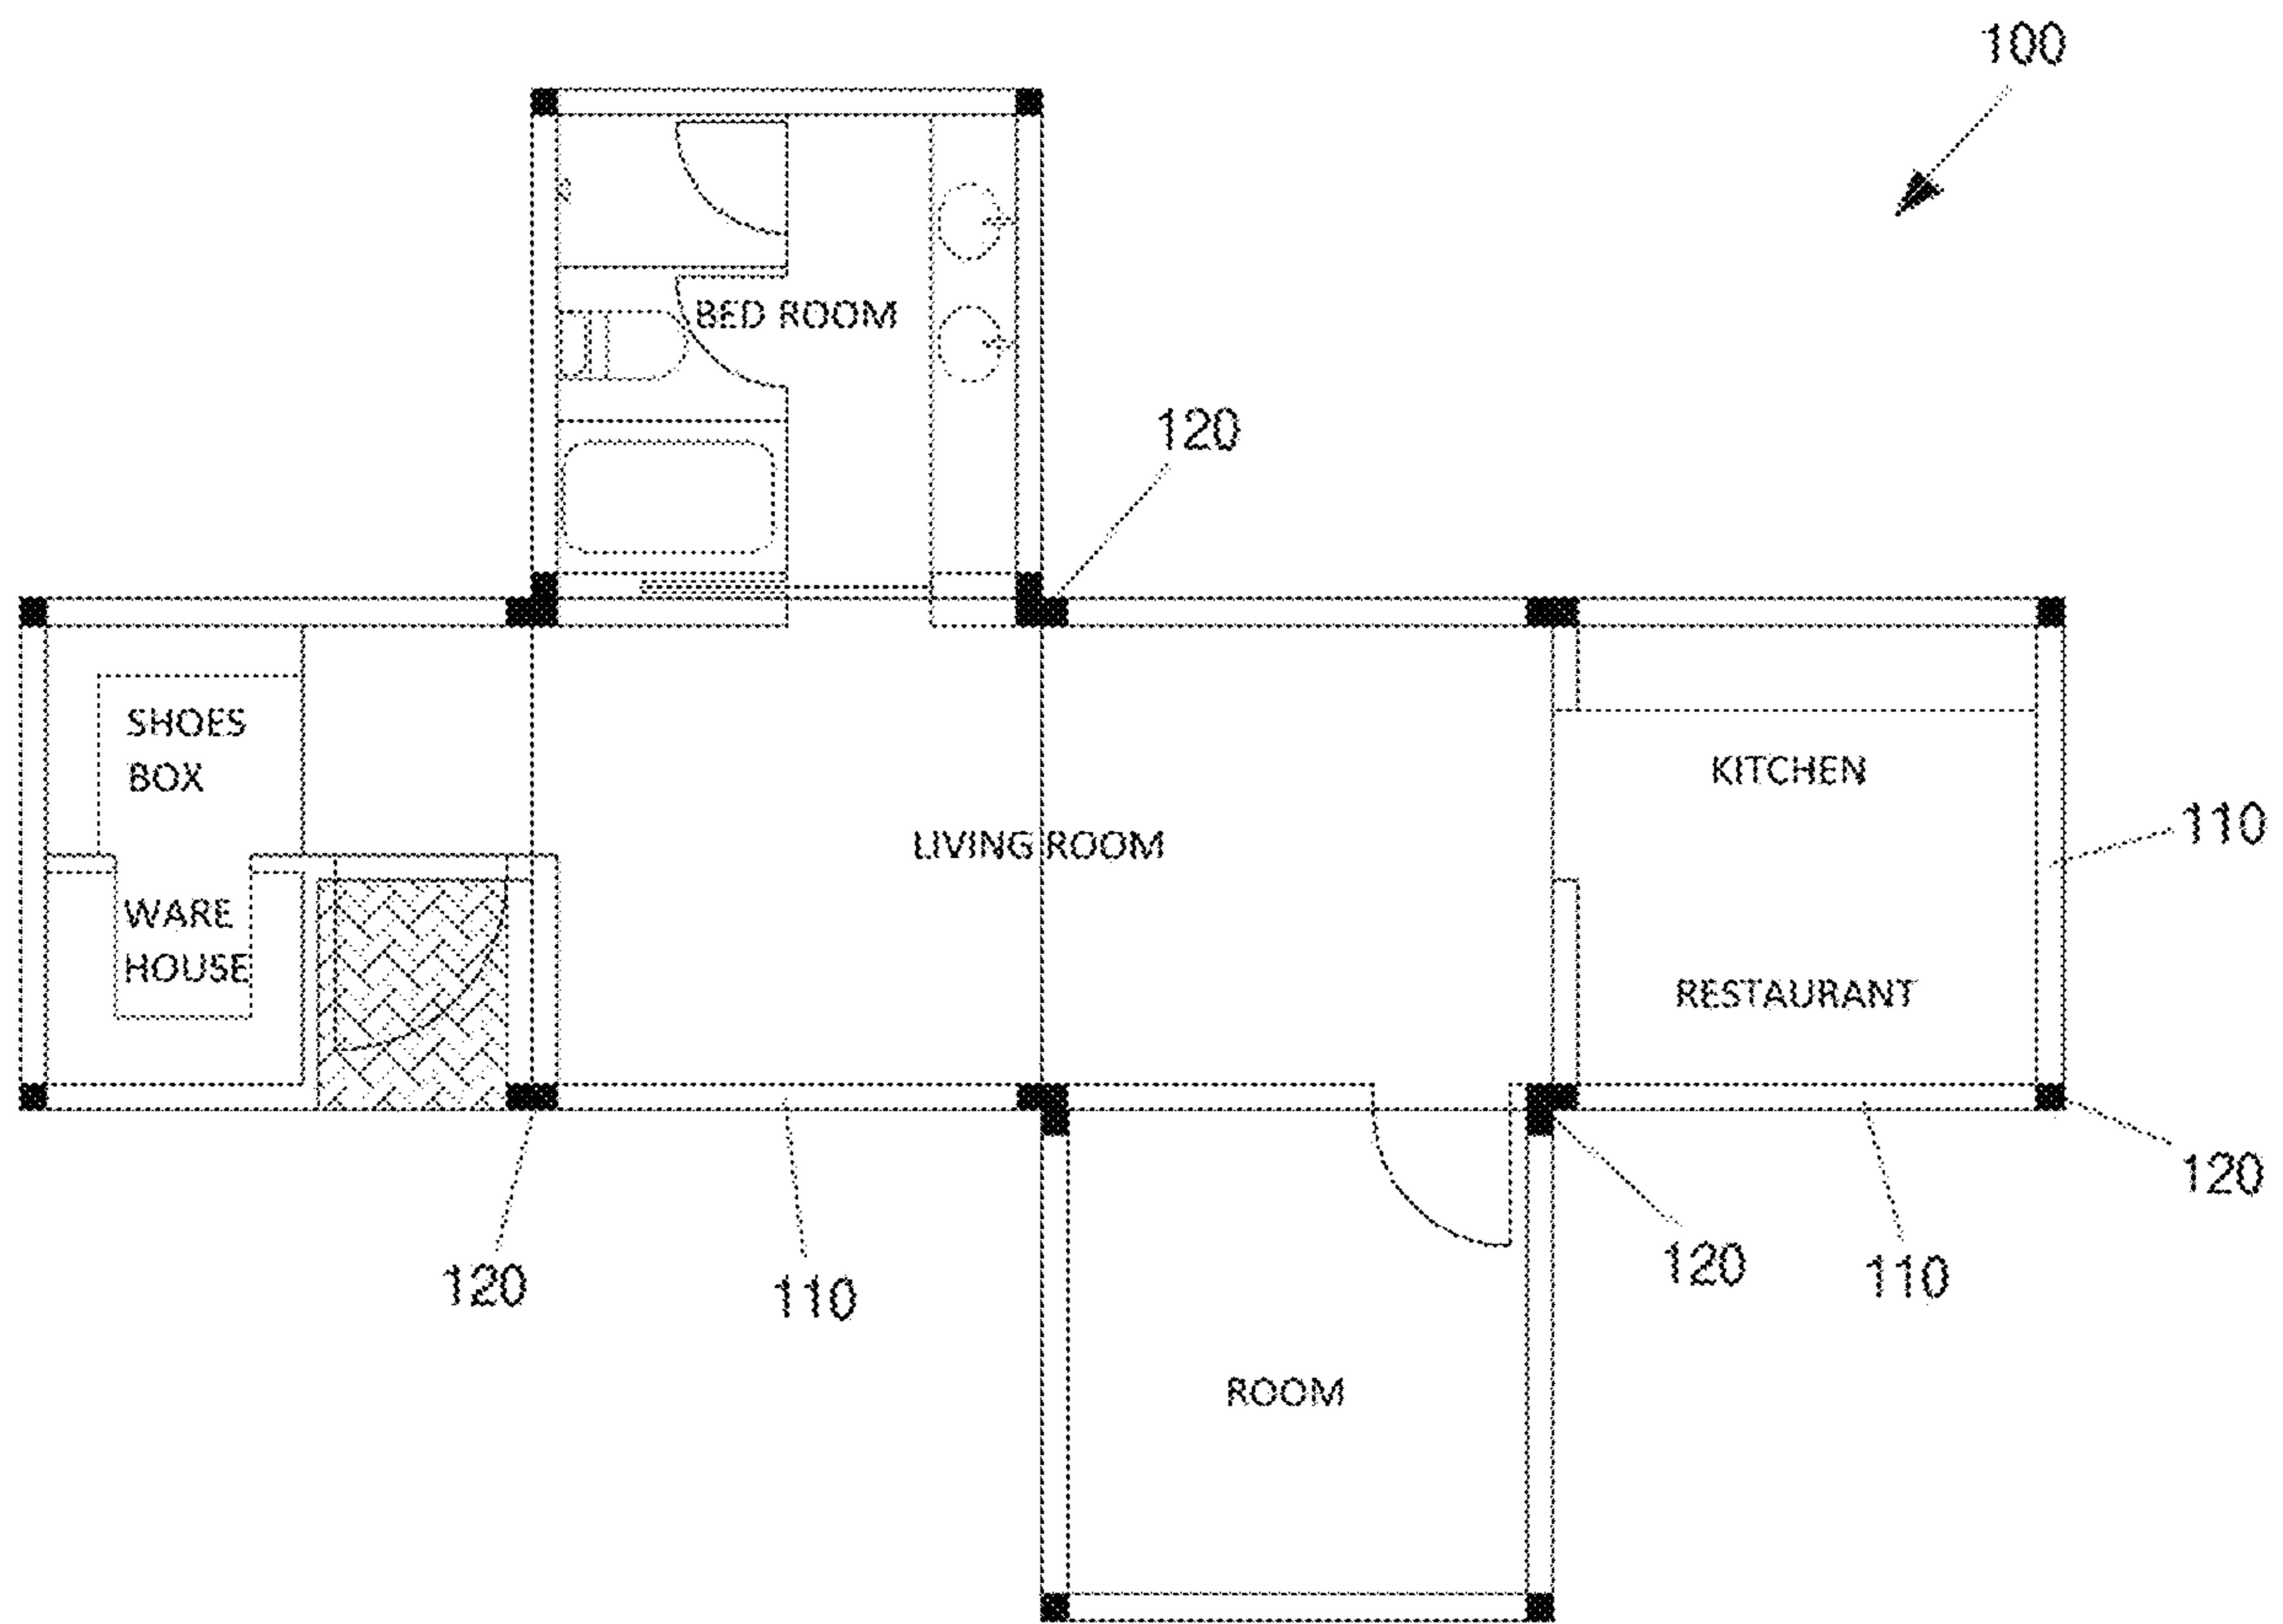 100
BED ROOM
120
SHOES
BOX
KITCHEN
110
LIVING ROOM
WARE
HOUSE
RESTAURANT
120
120
110
120
110
ROOM